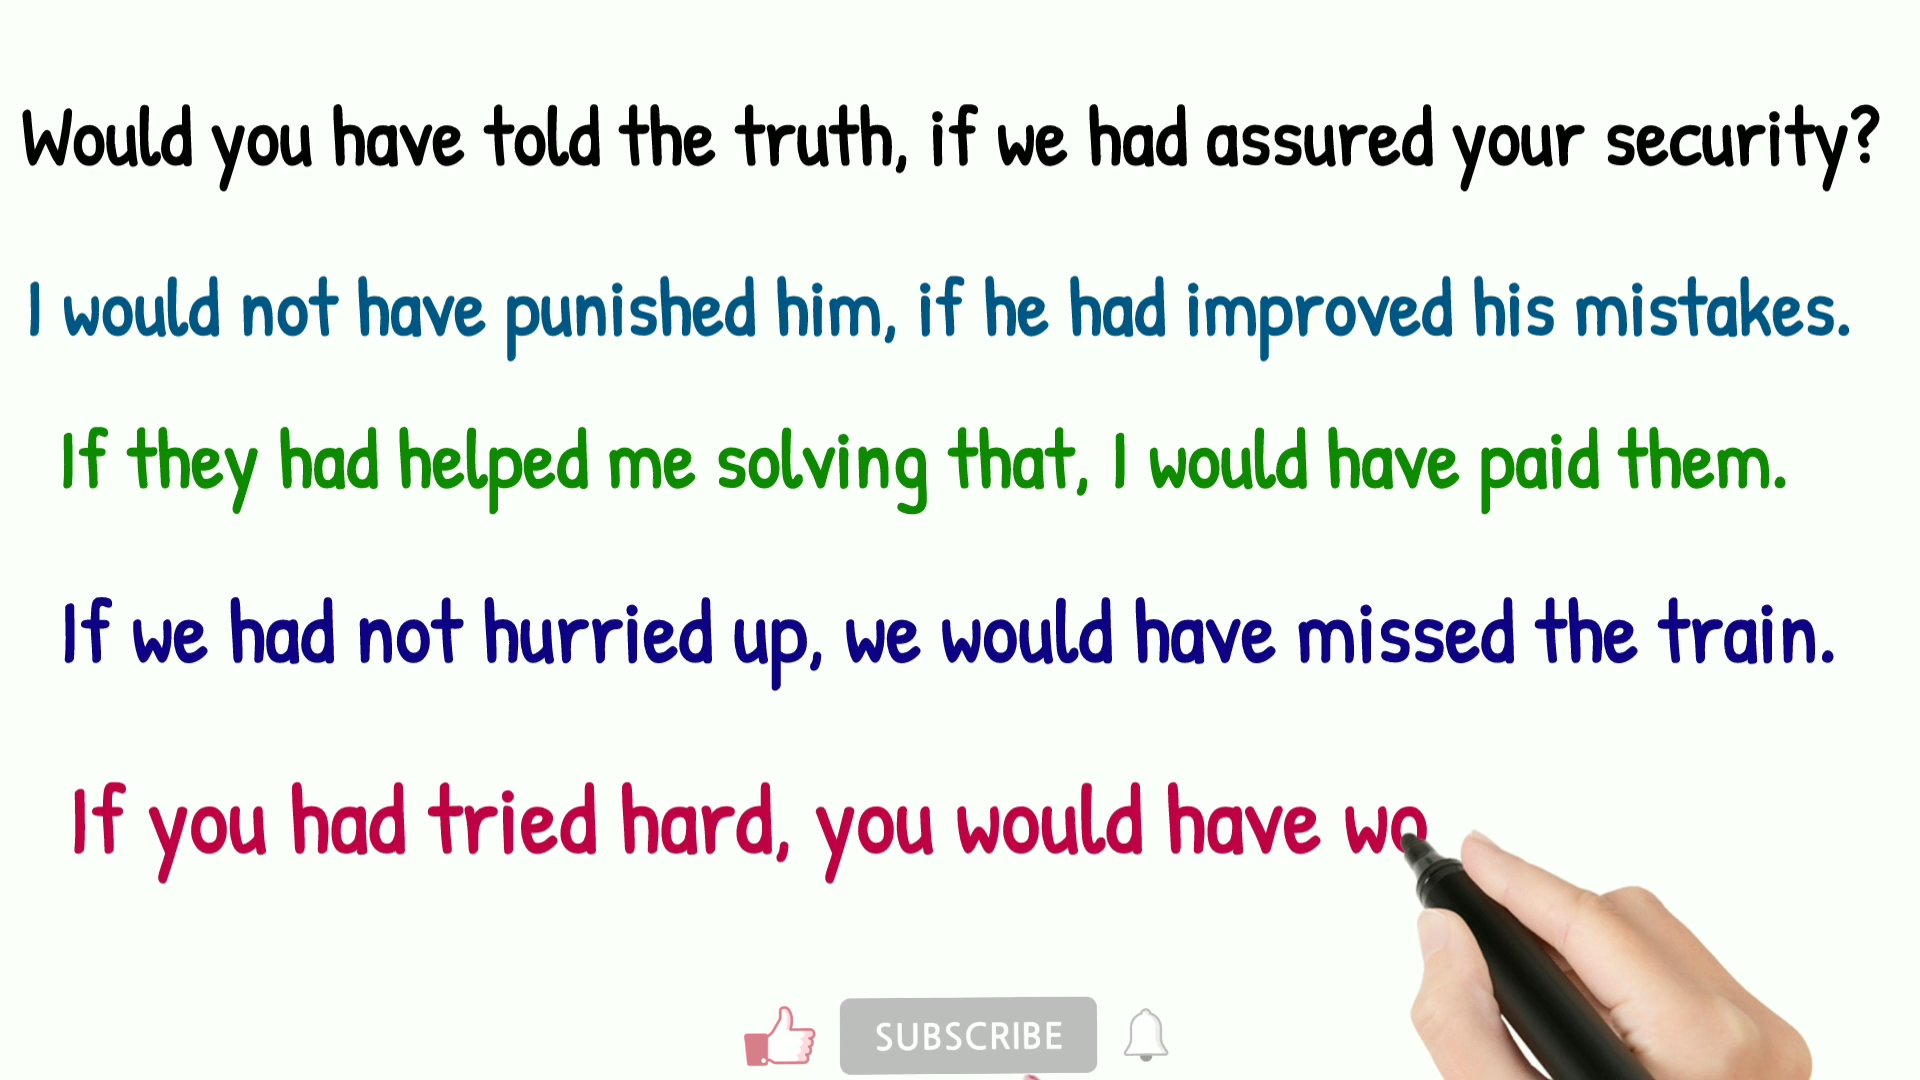 Would you have told the truth, if we had assured your security?
I would not have punished him, if he had improved his mistakes.
If they had helped me solving that, I would have paid them.
If we had not hurried up, we would have missed the train.
If you had tried hard, you would have wo
SUBSCRIBE